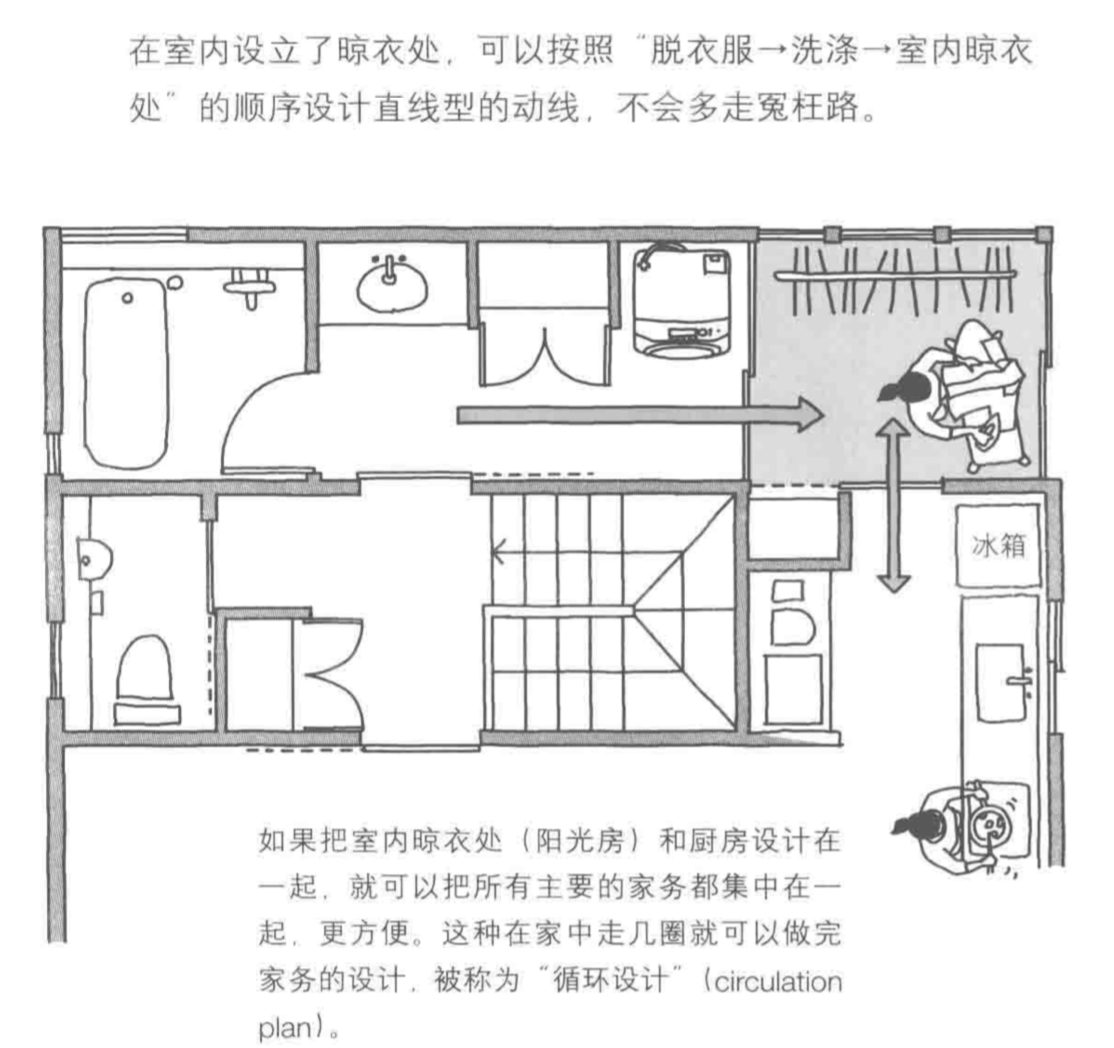 在室内设立了晾衣处，可以按照“脱衣服→洗涤→室内晾衣
处”的顺序设计直线型的动线，不会多走冤枉路。
冰箱
如果把室内晾衣处（阳光房）和厨房设计在
一起，就可以把所有主要的家务都集中在一
起，更方便。这种在家中走几圈就可以做完
家务的设计，被称为“循环设计”（circulation
plan）。